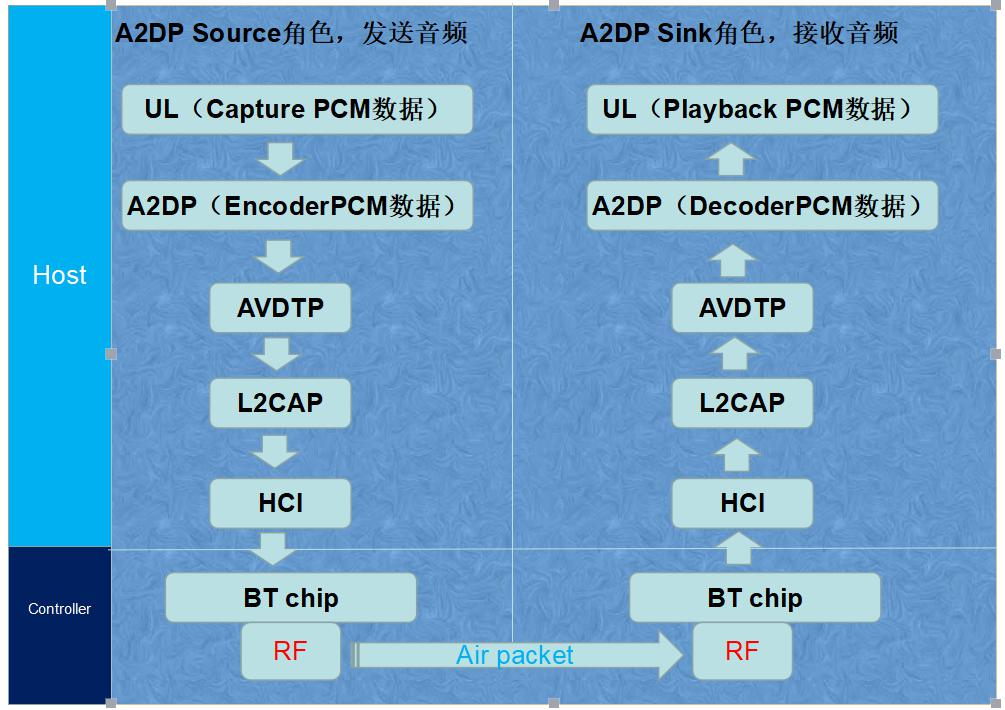 A2DP Source角色，发送音频
A2DP Sink角色，接收音频
Host
UL（Capture PCM数据）
UL（Playback PCM数据）
A2DP（EncoderPCM数据）
A2DP（DecoderPCM数据）
AVDTP
AVDTP
L2CAP
L2CAP
HCI
HCI
Controller
BT chip
BT chip
RF
Air packet
RF